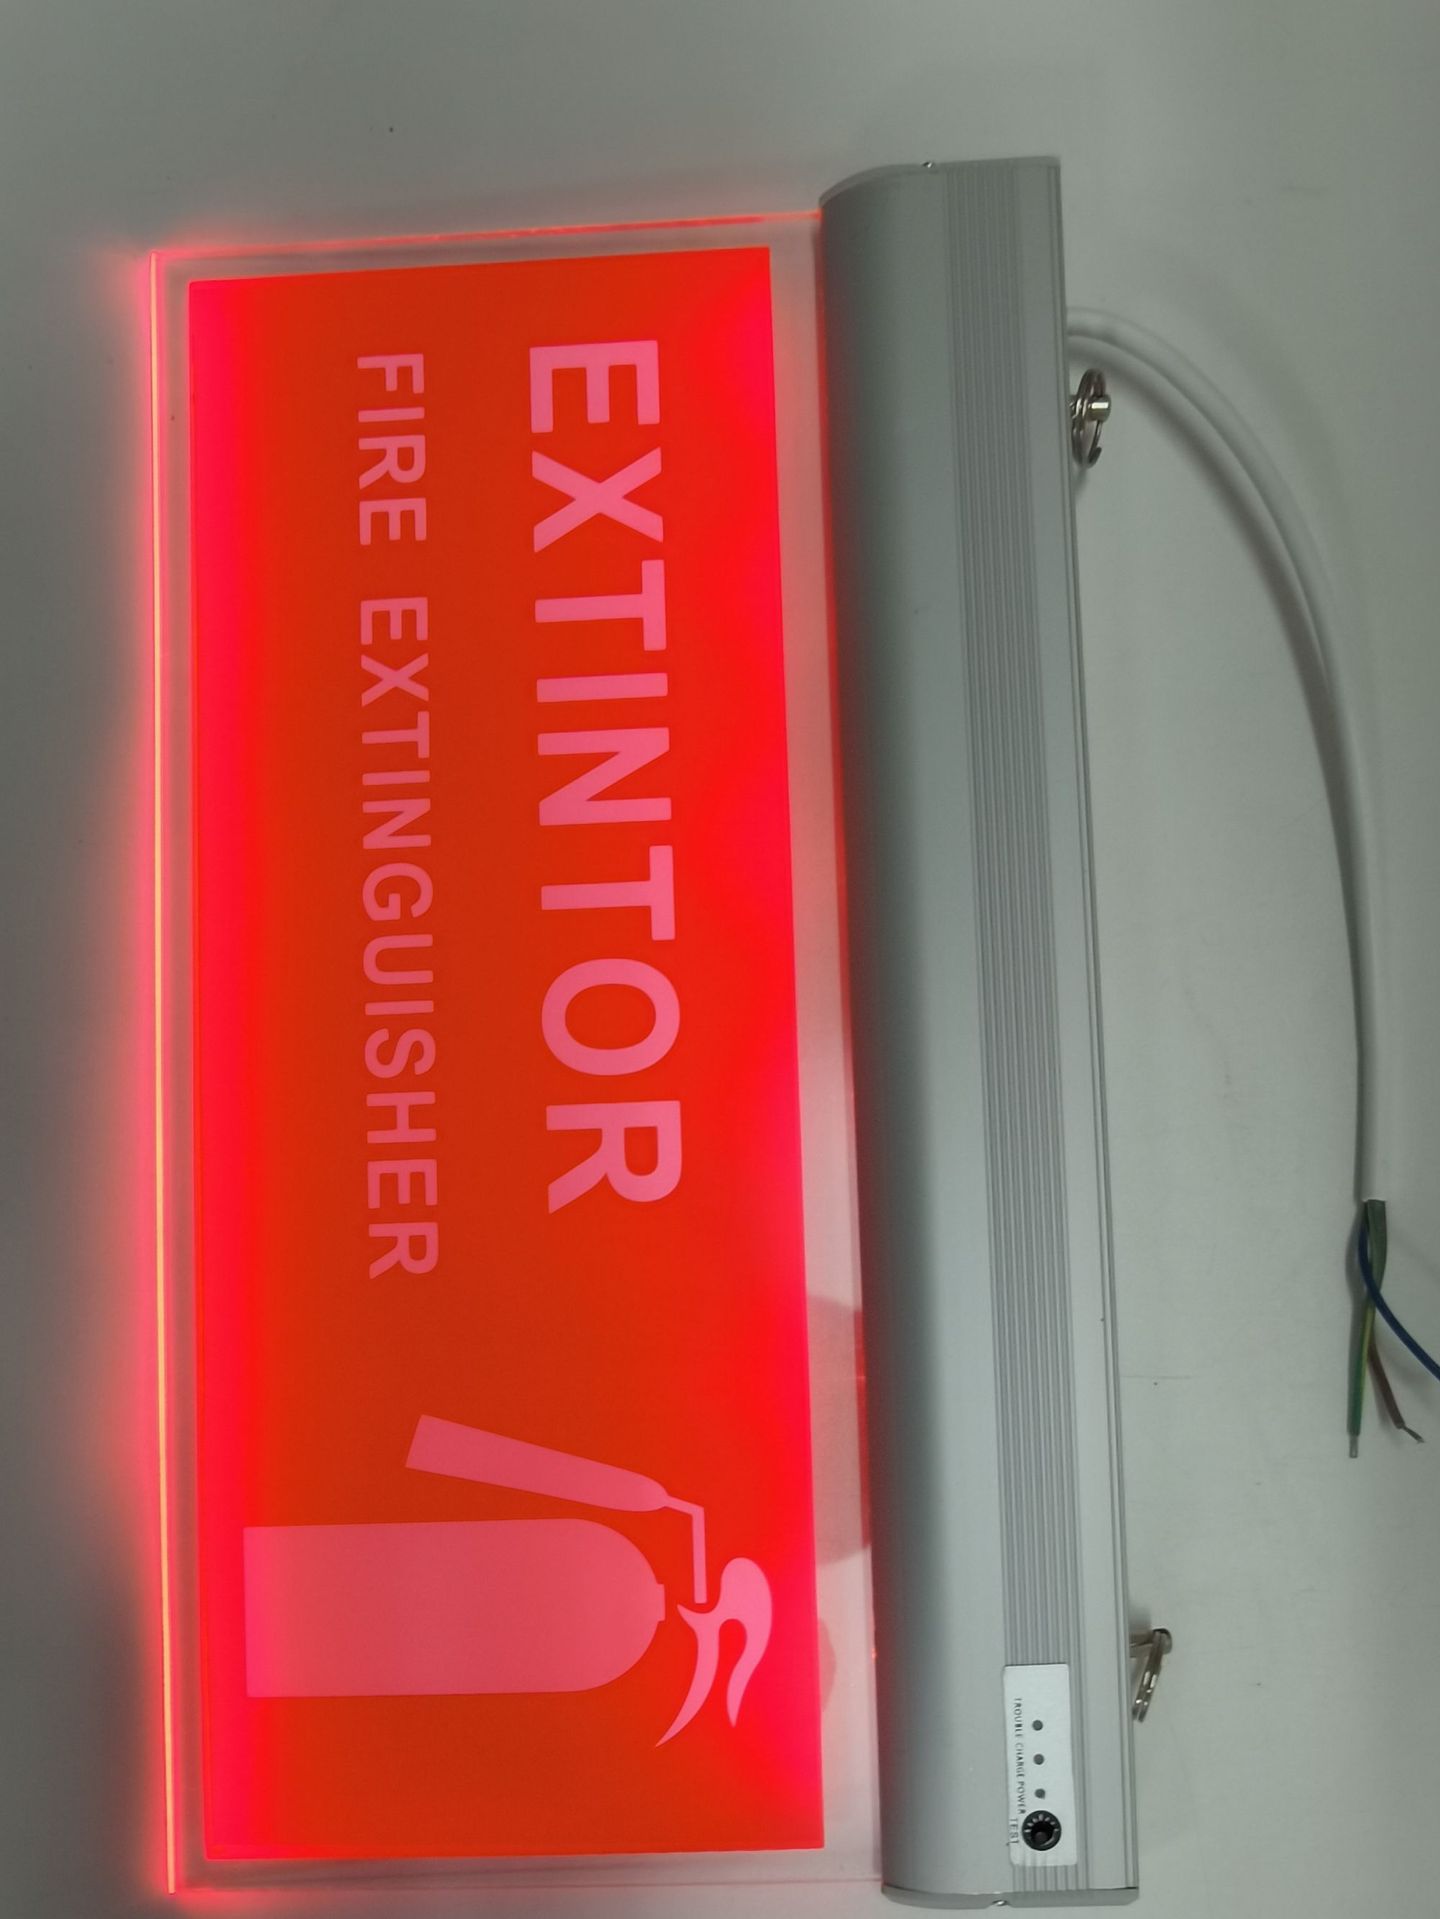 EXTINTOR
FIRE EXTINGUISHER
TROUBLE CHARGE POWER TEST